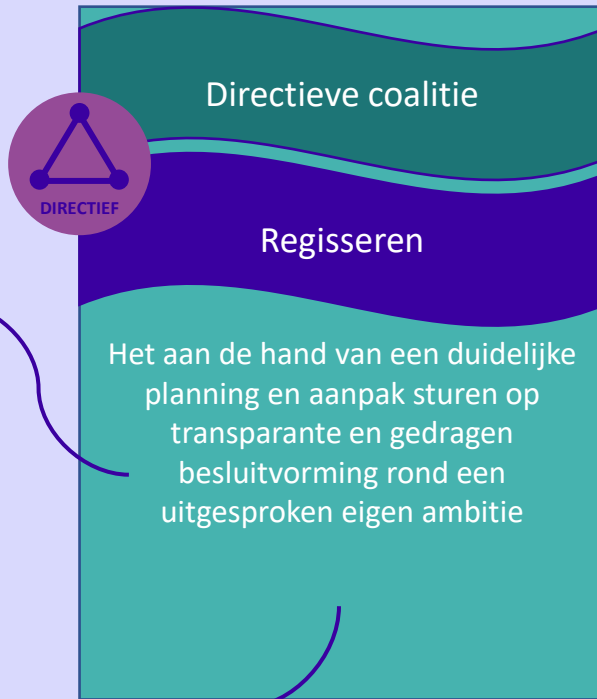 Directieve coalitie
DIRECTIEF
Regisseren
Het aan de hand van een duidelijke
planning en aanpak sturen op
transparante en gedragen
besluitvorming rond een
uitgesproken eigen ambitie